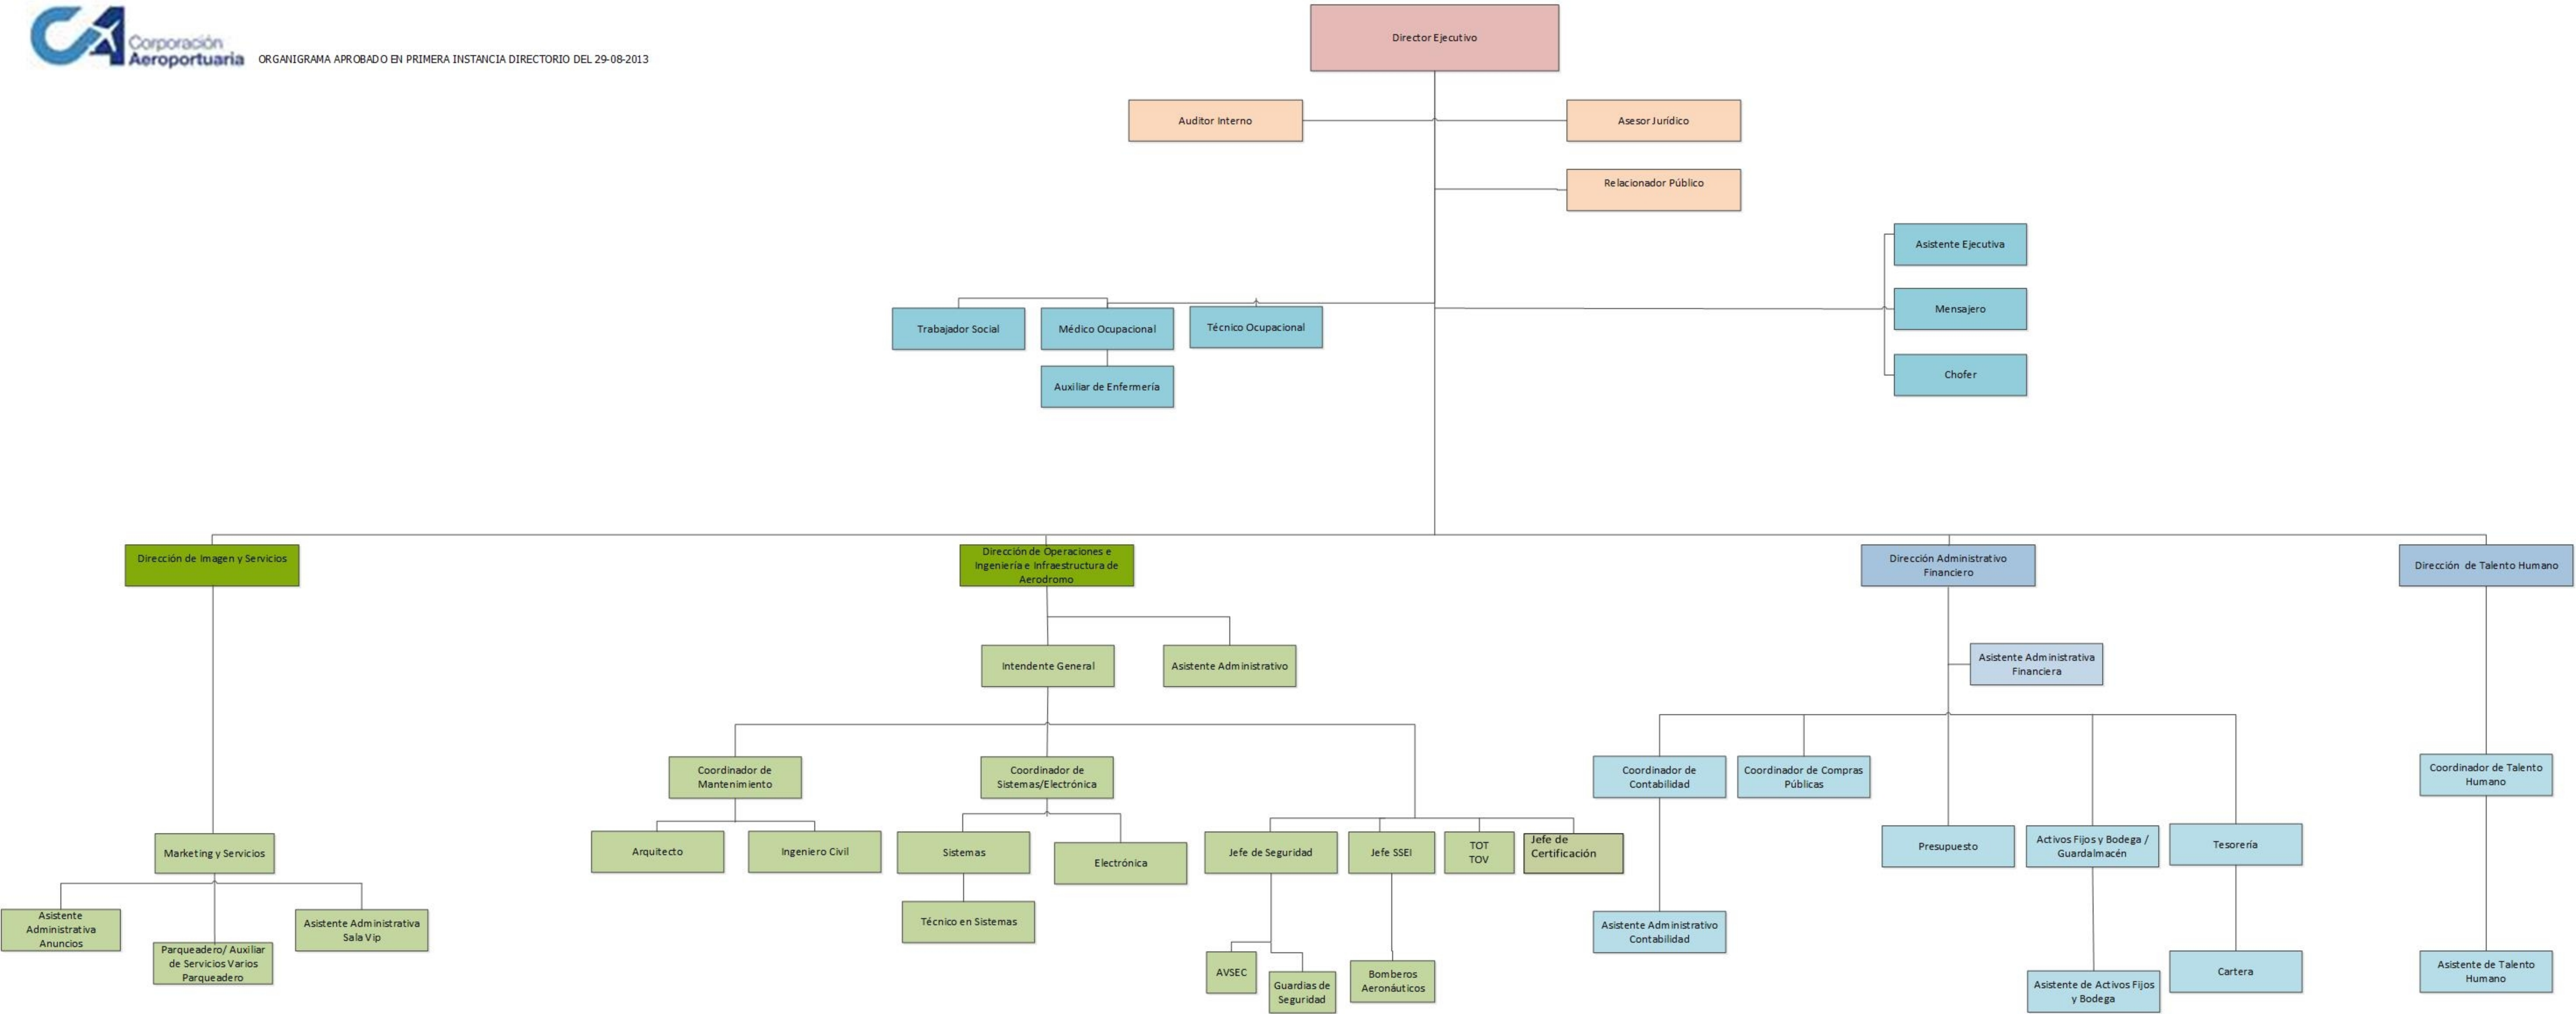 Corporación
Aeroportuaria
ORGANIGRAMA APROBADO EN PRIMERA INSTANCIA DIRECTORIO DEL 29-08-2013
Director Ejecutivo
Auditor Interno
Asesor Jurídico
Relacionador Público
Asistente Ejecutiva
Mensajero
Chofer
Trabajador Social
Médico Ocupacional
Técnico Ocupacional
Auxiliar de Enfermería
Dirección de Imagen y Servicios
Dirección de Operaciones e
Ingeniería e Infraestructura de
Aerodromo
Dirección Administrativo
Financiero
Dirección de Talento Humano
Intendente General
Asistente Administrativo
Asistente Administrativa
Financiera
Coordinador de
Mantenimiento
Coordinador de
Sistemas/Electrónica
Coordinador de
Contabilidad
Coordinador de Compras
Públicas
Coordinador de Talento
Humano
Marketing y Servicios
Arquitecto
Ingeniero Civil
Sistemas
Electrónica
Jefe de Seguridad
Jefe SSEI
TOT
TOV
Jefe de
Certificación
Presupuesto
Activos Fijos y Bodega /
Guardalmacén
Tesorería
Asistente
Administrativa
Anuncios
Parqueadero/ Auxiliar
de Servicios Varios
Parqueadero
Asistente Administrativa
Sala Vip
Técnico en Sistemas
Asistente Administrativo
Contabilidad
AVSEC
Guardias de
Seguridad
Bomberos
Aeronáuticos
Asistente de Activos Fijos
y Bodega
Cartera
Asistente de Talento
Humano